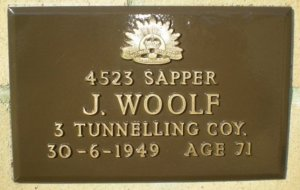 4523 SAPPER
J. WOOLF
3 TUNNELLING COY.
30-6-1949 AGE 71